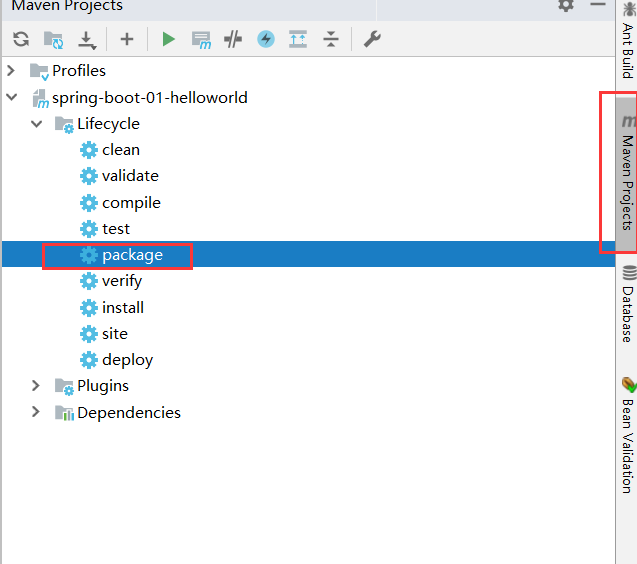 Maven Projects
Profiles
spring-boot-01-helloworld
Lifecycle
clean
validate
compile
test
package
verify
install
site
deploy
Plugins
Dependencies
Ant Build
Maven Projects
Database
Bean Validation